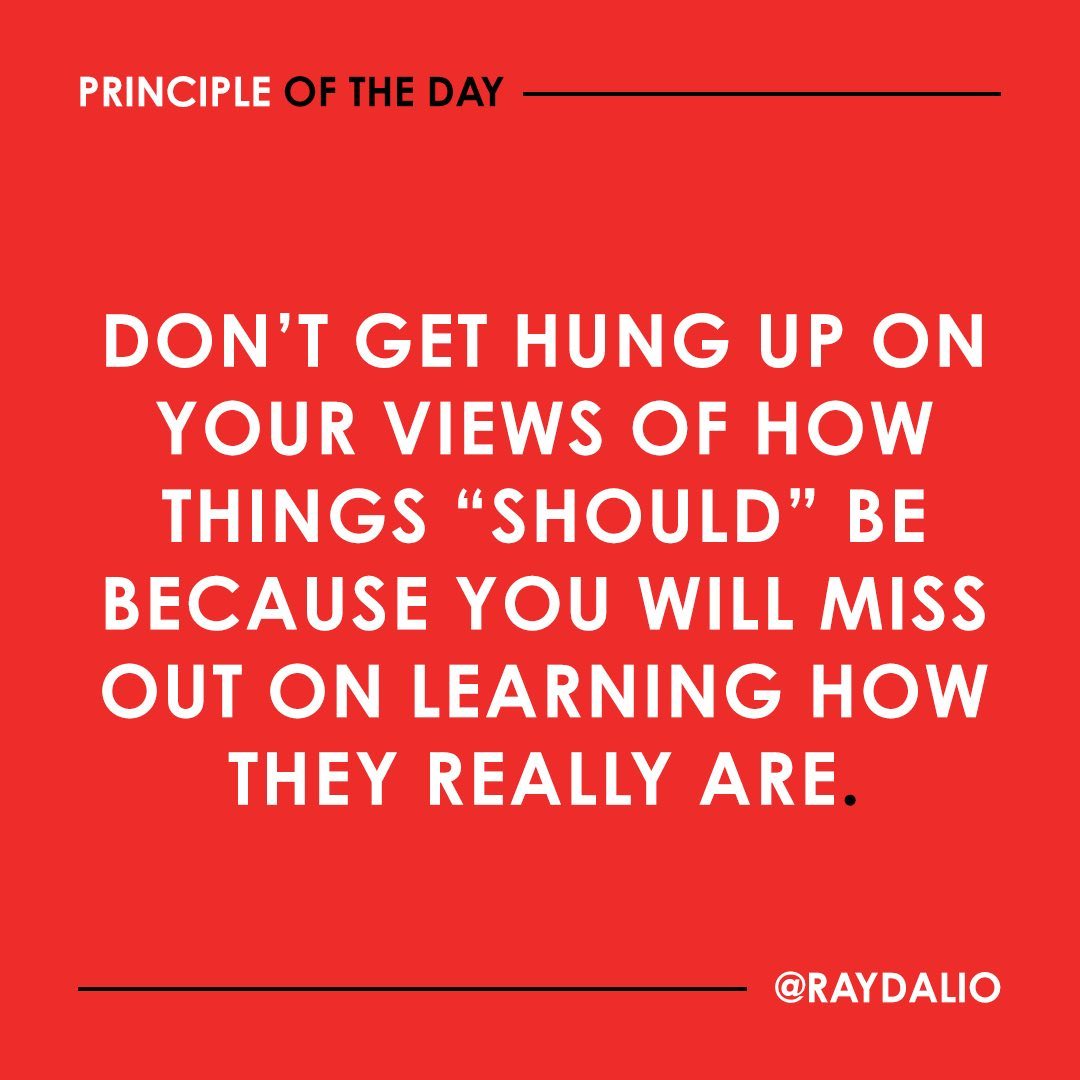 PRINCIPLE OF THE DAY
DON’T GET HUNG UP ON
YOUR VIEWS OF HOW
THINGS “SHOULD” BE
BECAUSE YOU WILL MISS
OUT ON LEARNING HOW
THEY REALLY ARE.
@RAYDALIO